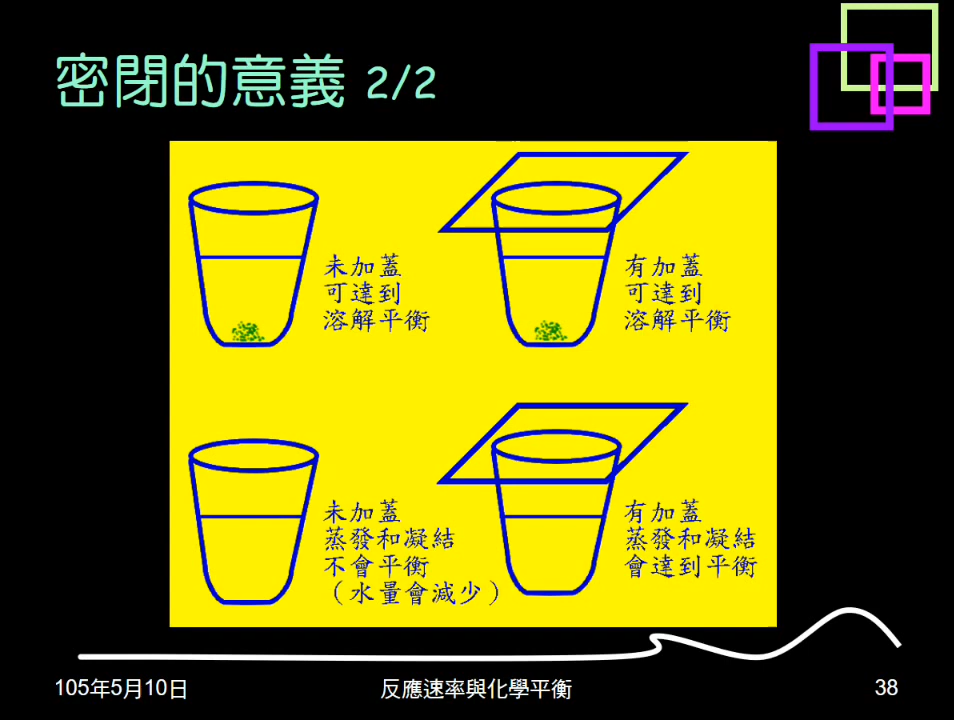 密閉的意義 2/2
未加蓋
可達到
溶解平衡
有加蓋
可達到
溶解平衡
未加蓋
蒸發和凝結
不會平衡
（水量會減少）
有加蓋
蒸發和凝結
會達到平衡
105年5月10日
反應速率與化學平衡
38